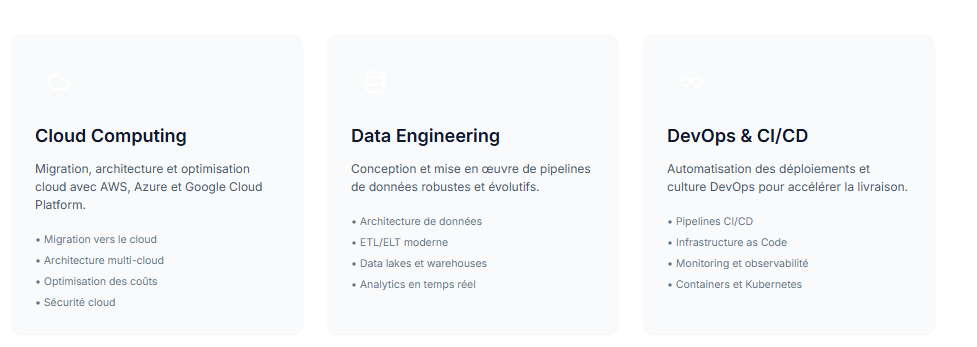 Cloud Computing
Migration, architecture et optimisation
cloud avec AWS, Azure et Google Cloud
Platform.
• Migration vers le cloud
• Architecture multi-cloud
• Optimisation des coûts
• Sécurité cloud
Data Engineering
Conception et mise en œuvre de pipelines
de données robustes et évolutifs.
• Architecture de données
• ETL/ELT moderne
• Data lakes et warehouses
• Analytics en temps réel
DevOps & CI/CD
Automatisation des déploiements et
culture DevOps pour accélérer la livraison.
• Pipelines CI/CD
• Infrastructure as Code
• Monitoring et observabilité
• Containers et Kubernetes